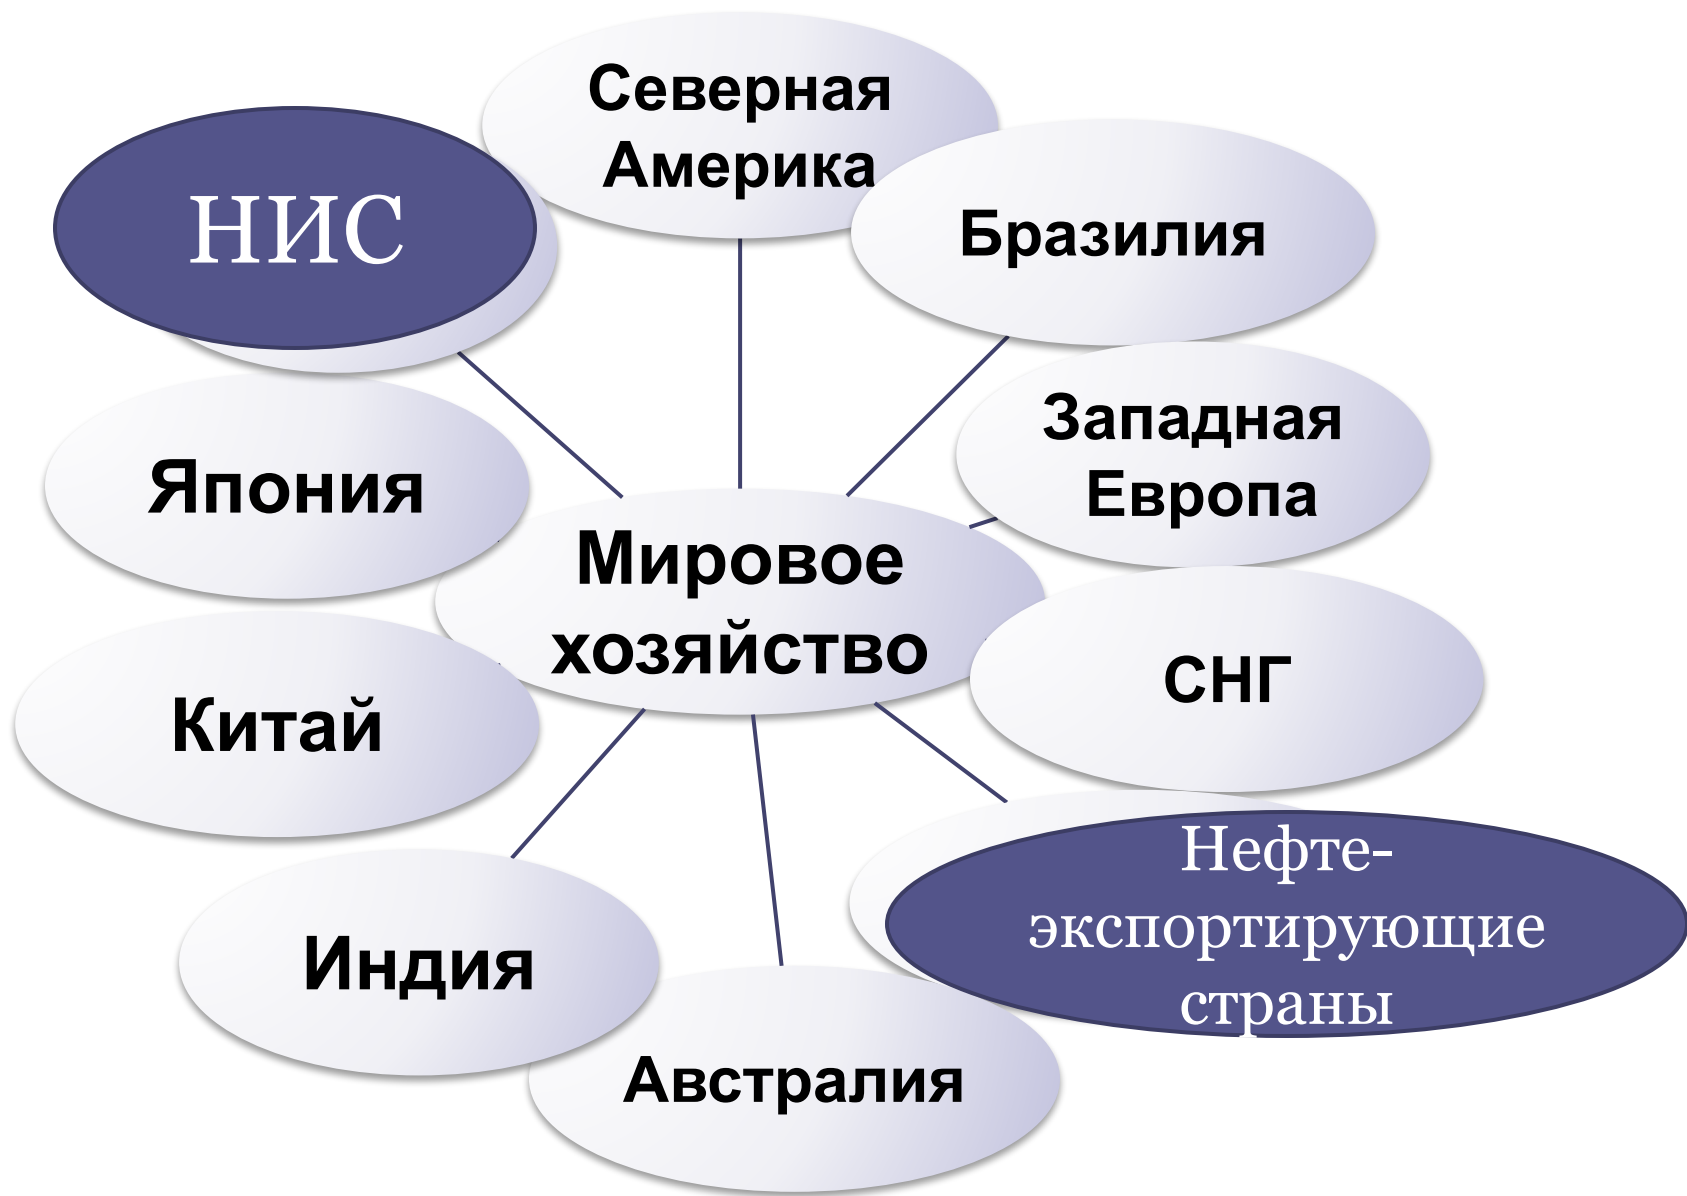 Северная
Америка
НИС
Бразилия
Западная
Европа
Япония
Мировое
хозяйство
СНГ
Китай
Нефте-
экспортирующие
страны
Индия
Австралия